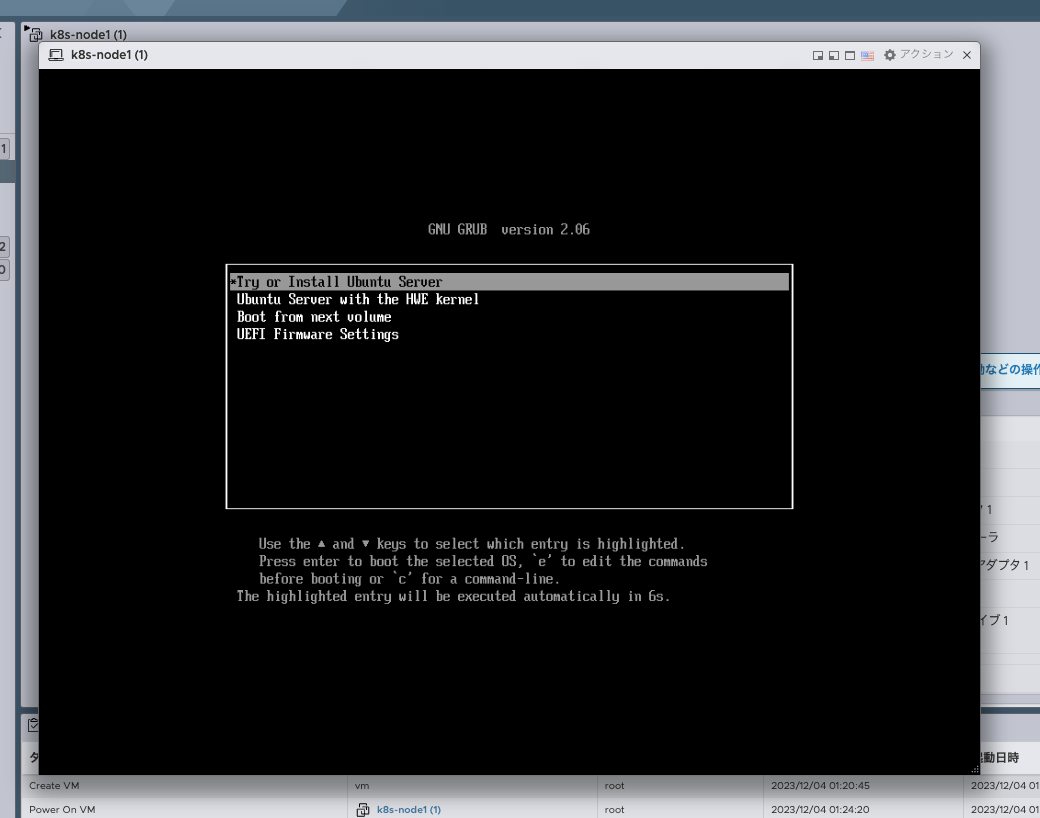 k8s-node1 (1)
k8s-node1 (1)
アクション
1
2
0
GNU GRUB version 2.06
*Try or Install Ubuntu Server
Ubuntu Server with the HWE kernel
Boot from next volume
UEFI Firmware Settings
Use the ▲ and ▼ keys to select which entry is highlighted.
Press enter to boot the selected OS, `e' to edit the commands
before booting or `c' for a command-line.
The highlighted entry will be executed automatically in 6s.
などの操作
1
ーラ
アダプタ 1
イブ 1
タ
動日時
Create VM vm root 2023/12/04 01:20:45 2023/12/04 01
Power On VM k8s-node1 (1) root 2023/12/04 01:24:20 2023/12/04 01